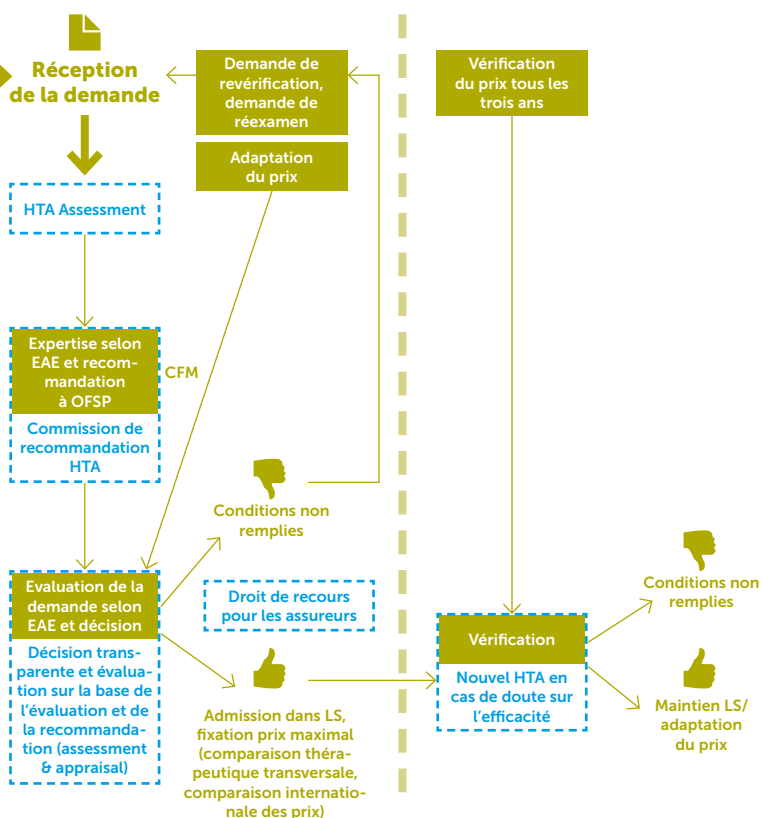 Réception
de la demande
Demande de
revérification,
demande de
réexamen
Adaptation
du prix
Vérification
du prix tous les
trois ans
HTA Assessment
Expertise selon
EAE et recom-
mandation
à OFSP
CFM
Commission de
recommandation
HTA
Conditions non
remplies
Evaluation de la
demande selon
EAE et décision
Décision trans-
parente et évalua-
tion sur la base de
l’évaluation et de
la recommanda-
tion (assessment
& appraisal)
Droit de recours
pour les assureurs
Admission dans LS,
fixation prix maximal
(comparaison théra-
peutique transversale,
comparaison internatio-
nale des prix)
Vérification
Nouvel HTA en
cas de doute sur
l’efficacité
Conditions non
remplies
Maintien LS/
adaptation
du prix